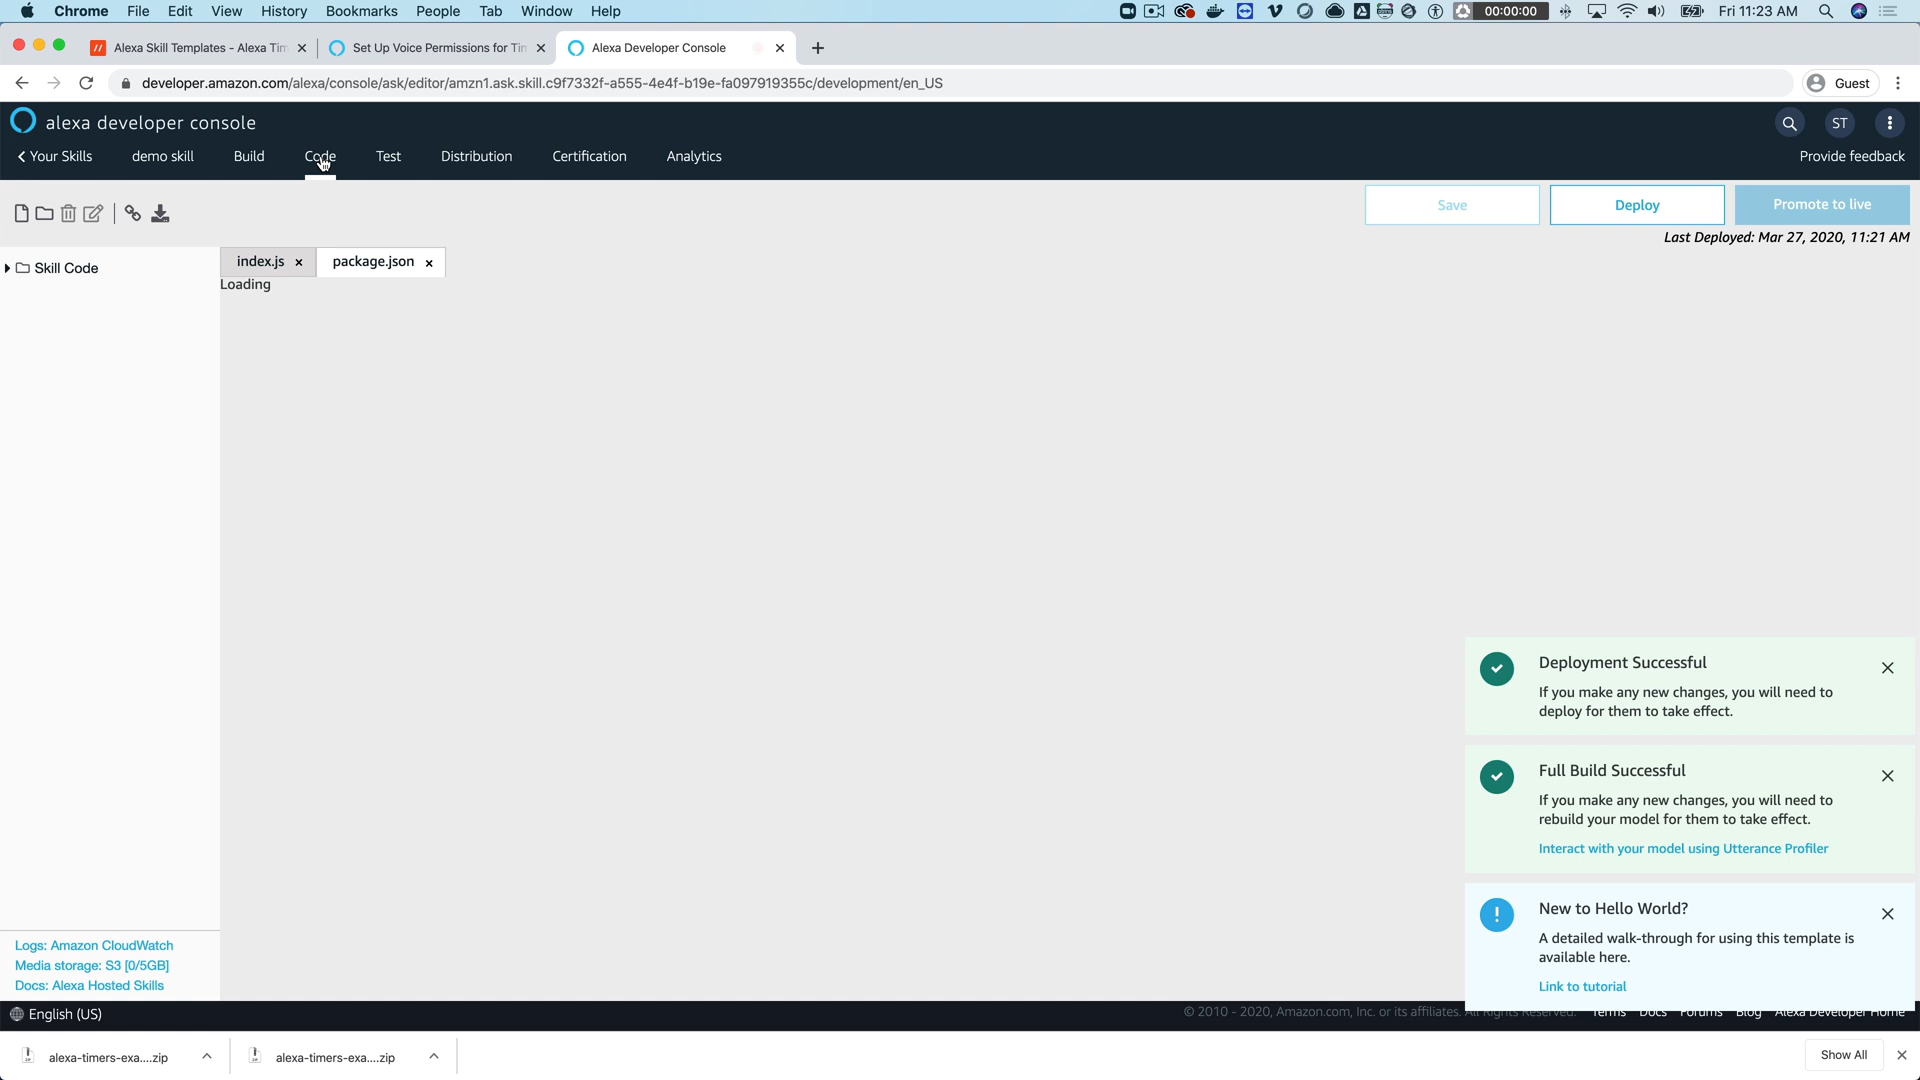 Chrome File Edit View History Bookmarks People Tab Window Help 00:00:00 Fri 11:23 AM
Alexa Skill Templates - Alexa Tim Set Up Voice Permissions for Tim Alexa Developer Console
developer.amazon.com/alexa/console/ask/editor/amzn1.ask.skill.c9f7332f-a555-4e4f-b19e-fa097919355c/development/en_US Guest
alexa developer console ST
Your Skills demo skill Build Code Test Distribution Certification Analytics Provide feedback
Save Deploy Promote to live
Last Deployed: Mar 27, 2020, 11:21 AM
Skill Code
index.js × package.json ×
Loading
Deployment Successful
If you make any new changes, you will need to
deploy for them to take effect.
Full Build Successful
If you make any new changes, you will need to
rebuild your model for them to take effect.
Interact with your model using Utterance Profiler
New to Hello World?
A detailed walk-through for using this template is
available here.
Link to tutorial
Logs: Amazon CloudWatch
Media storage: S3 [0/5GB]
Docs: Alexa Hosted Skills
English (US) © 2010 - 2020, Amazon.com, Inc. or its affiliates. All Rights Reserved. Terms Docs Forums Blog Alexa Developer Home
alexa-timers-exa....zip alexa-timers-exa....zip Show All